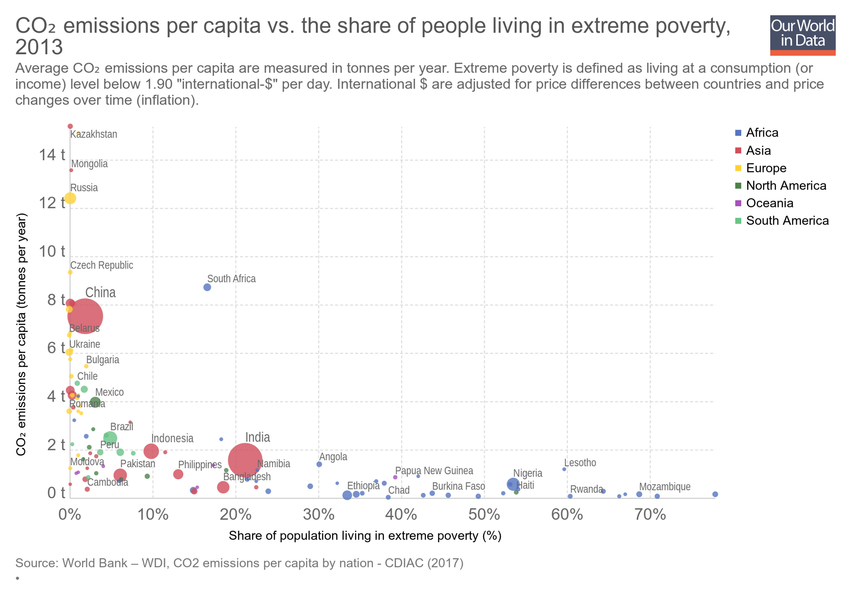 CO₂ emissions per capita vs. the share of people living in extreme poverty,
2013
Our World
in Data
Average CO₂ emissions per capita are measured in tonnes per year. Extreme poverty is defined as living at a consumption (or
income) level below 1.90 "international-$" per day. International $ are adjusted for price differences between countries and price
changes over time (inflation).
Africa
Asia
Europe
North America
Oceania
South America
CO₂ emissions per capita (tonnes per year)
14 t
12 t
10 t
8 t
6 t
4 t
2 t
0 t
Kazakhstan
Mongolia
Russia
Czech Republic
South Africa
China
Belarus
Ukraine
Bulgaria
Chile
Mexico
Romania
Brazil
Peru
Indonesia
India
Moldova
Pakistan
Philippines
Namibia
Angola
Lesotho
Cambodia
Bangladesh
Papua New Guinea
Nigeria
Ethiopia
Chad
Burkina Faso
Haiti
Rwanda
Mozambique
0%
10%
20%
30%
40%
50%
60%
70%
Share of population living in extreme poverty (%)
Source: World Bank – WDI, CO2 emissions per capita by nation - CDIAC (2017)
•